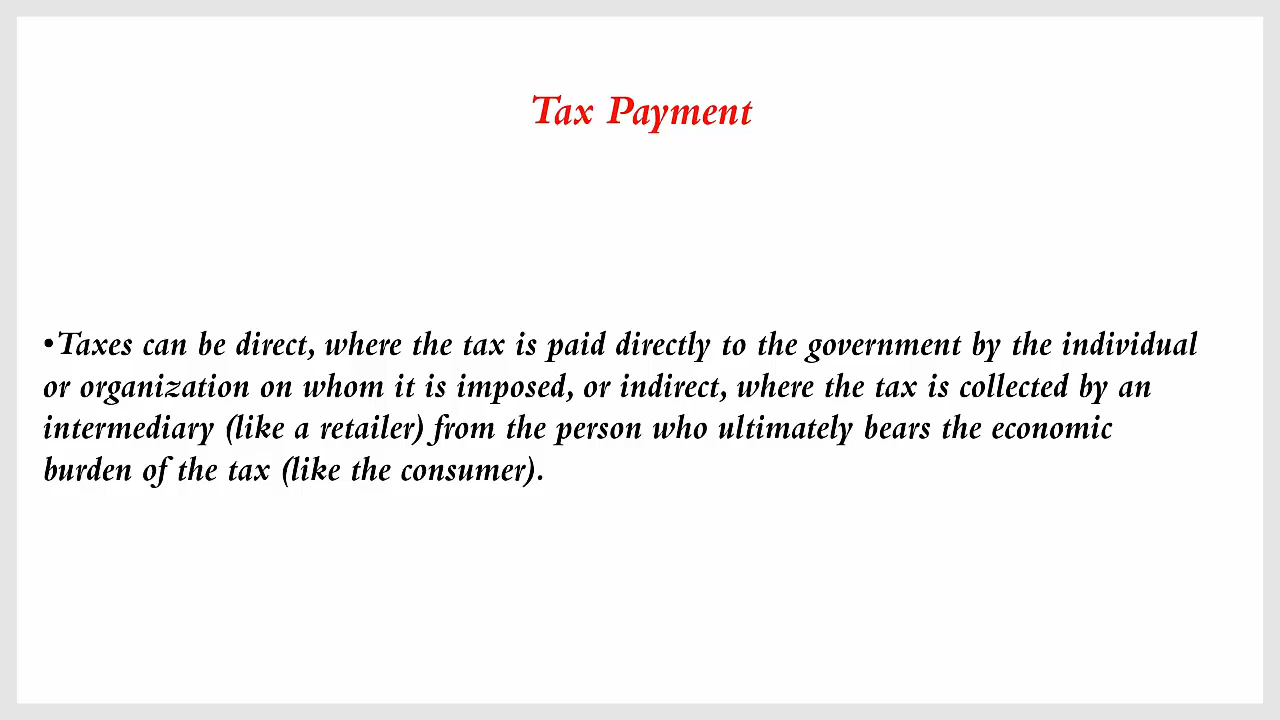 Tax Payment
•Taxes can be direct, where the tax is paid directly to the government by the individual
or organization on whom it is imposed, or indirect, where the tax is collected by an
intermediary (like a retailer) from the person who ultimately bears the economic
burden of the tax (like the consumer).